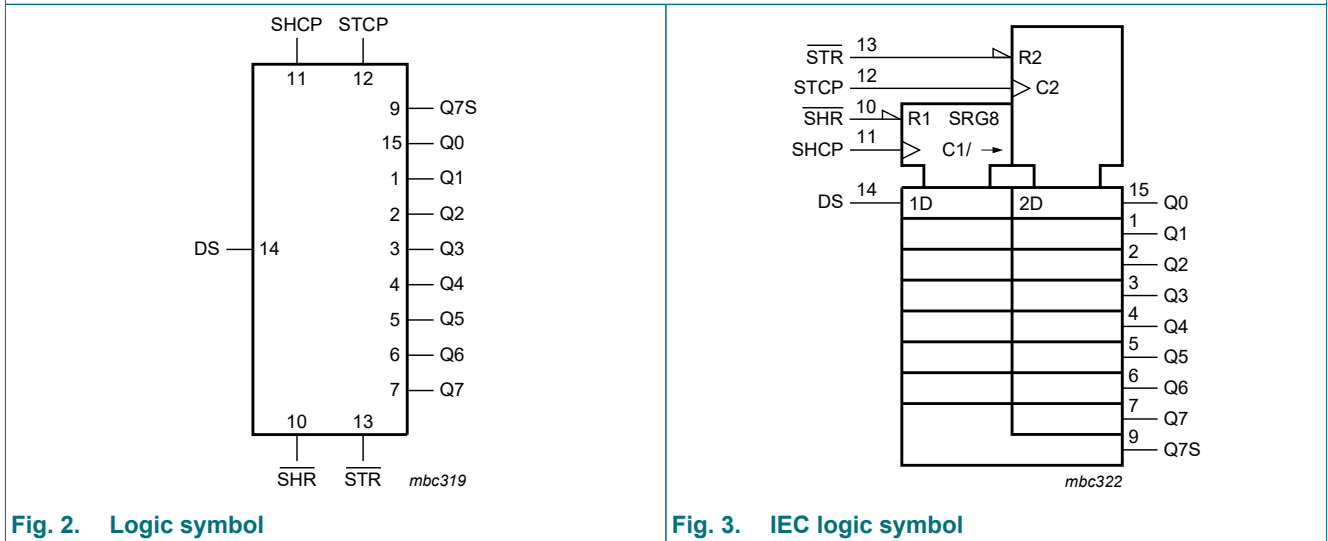 SHCP STCP
11 12
9 Q7S
15 Q0
1 Q1
2 Q2
DS 14 3 Q3
4 Q4
5 Q5
6 Q6
7 Q7
10 13
SHR STR mbc319
Fig. 2. Logic symbol
STR 13 R2
STCP 12 C2
SHR 10 R1 SRG8
SHCP 11 C1/ →
DS 14 1D 2D 15 Q0
1 Q1
2 Q2
3 Q3
4 Q4
5 Q5
6 Q6
7 Q7
9 Q7S
mbc322
Fig. 3. IEC logic symbol